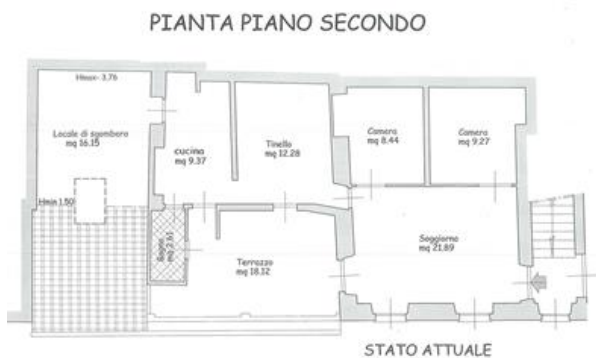 PIANTA PIANO SECONDO
Hmax- 3.76
Locale di sgombero
mq 16.15
cucina
mq 9.37
Tinello
mq 12.28
Camera
mq 8.44
Camera
mq 9.27
Hmin 1.50
Bagno
mq 2.51
Terrazzo
mq 18.12
Soggiorno
mq 21.89
STATO ATTUALE